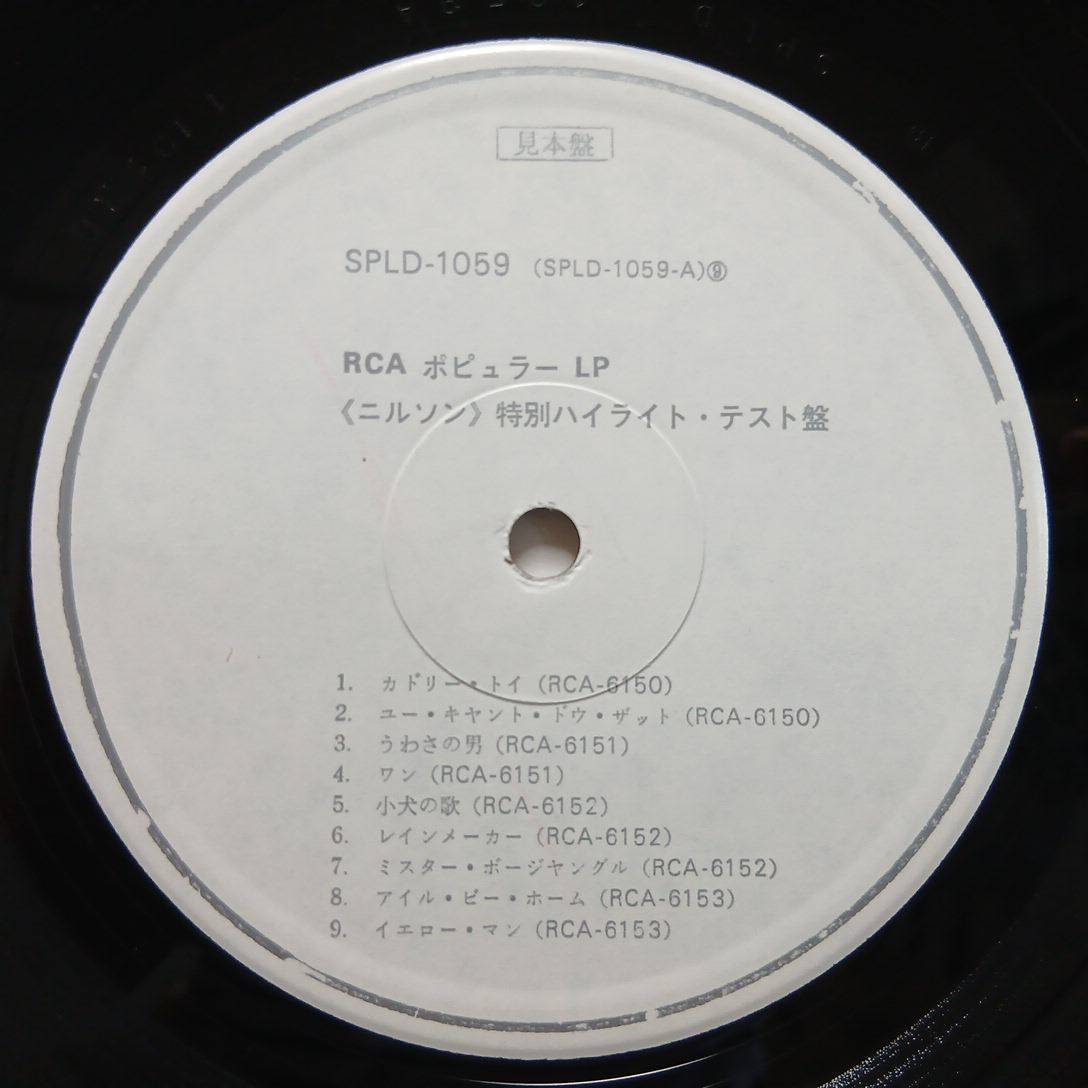 見本盤
SPLD-1059 (SPLD-1059-A)⑨
RCA ポピュラー LP
《ニルソン》特別ハイライト・テスト盤
1. カドリー・トイ (RCA-6150)
2. ユー・キャント・ドウ・ザット (RCA-6150)
3. うわさの男 (RCA-6151)
4. ワン (RCA-6151)
5. 小犬の歌 (RCA-6152)
6. レインメーカー (RCA-6152)
7. ミスター・ボージャングル (RCA-6152)
8. アイル・ビー・ホーム (RCA-6153)
9. イエロー・マン (RCA-6153)